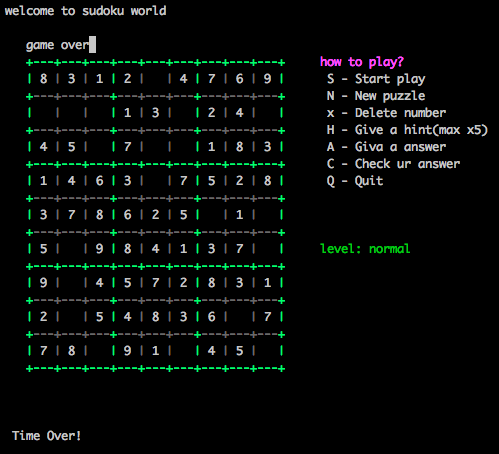 welcome to sudoku world
game over
8 3 1 2 4 7 6 9
1 3 2 4
4 5 7 1 8 3
1 4 6 3 7 5 2 8
3 7 8 6 2 5 1
5 9 8 4 1 3 7
9 4 5 7 2 8 3 1
2 5 4 8 3 6 7
7 8 9 1 4 5
how to play?
S - Start play
N - New puzzle
x - Delete number
H - Give a hint(max x5)
A - Giva a answer
C - Check ur answer
Q - Quit
level: normal
Time Over!